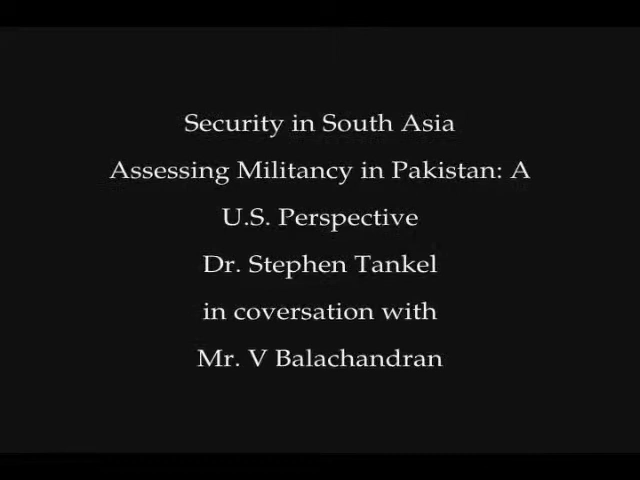 Security in South Asia
Assessing Militancy in Pakistan: A
U.S. Perspective
Dr. Stephen Tankel
in coversation with
Mr. V Balachandran